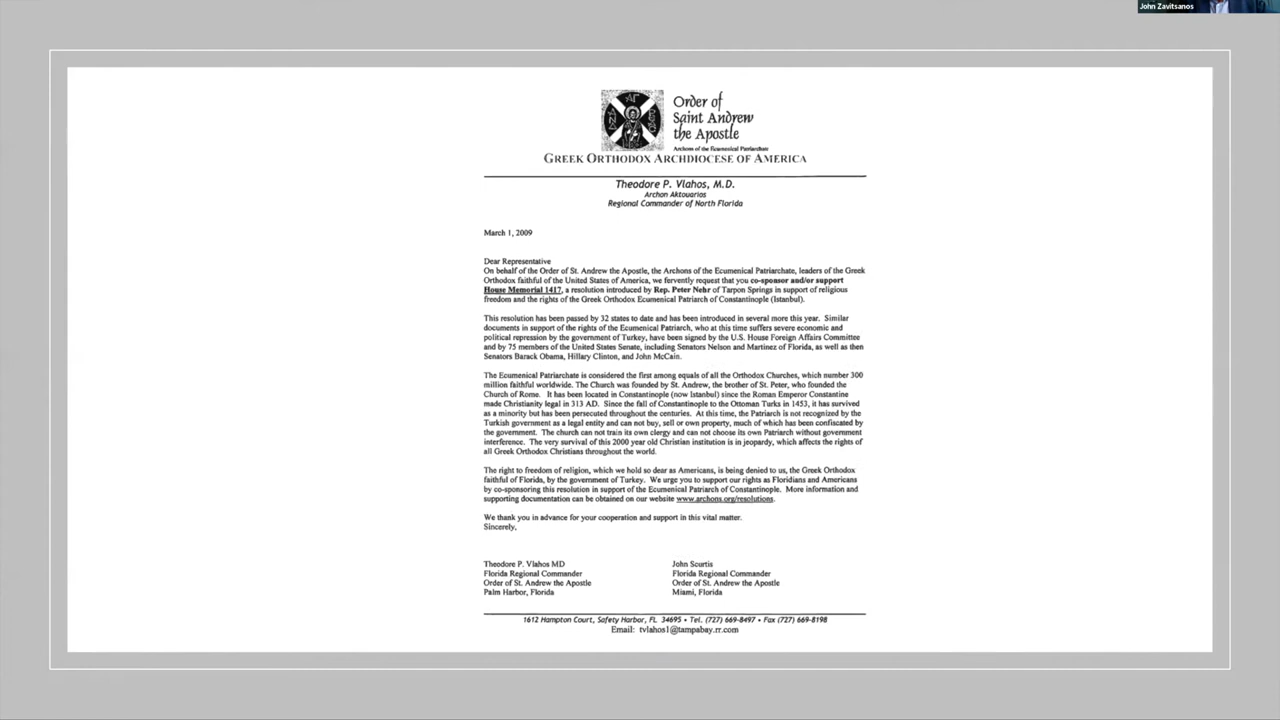 John Zavitsanos
Order of
Saint Andrew
the Apostle
Archons of the Ecumenical Patriarchate
GREEK ORTHODOX ARCHDIOCESE OF AMERICA
Theodore P. Vlahos, M.D.
Archon Aktouarios
Regional Commander of North Florida
March 1, 2009
Dear Representative
On behalf of the Order of St. Andrew the Apostle, the Archons of the Ecumenical Patriarchate, leaders of the Greek
Orthodox faithful of the United States of America, we fervently request that you co-sponsor and/or support
House Memorial 1417, a resolution introduced by Rep. Peter Nehr of Tarpon Springs in support of religious
freedom and the rights of the Greek Orthodox Ecumenical Patriarch of Constantinople (Istanbul).
This resolution has been passed by 32 states to date and has been introduced in several more this year. Similar
documents in support of the rights of the Ecumenical Patriarch, who at this time suffers severe economic and
political repression by the government of Turkey, have been signed by the U.S. House Foreign Affairs Committee
and by 75 members of the United States Senate, including Senators Nelson and Martinez of Florida, as well as then
Senators Barack Obama, Hillary Clinton, and John McCain.
The Ecumenical Patriarchate is considered the first among equals of all the Orthodox Churches, which number 300
million faithful worldwide. The Church was founded by St. Andrew, the brother of St. Peter, who founded the
Church of Rome. It has been located in Constantinople (now Istanbul) since the Roman Emperor Constantine
made Christianity legal in 313 AD. Since the fall of Constantinople to the Ottoman Turks in 1453, it has survived
as a minority but has been persecuted throughout the centuries. At this time, the Patriarch is not recognized by the
Turkish government as a legal entity and can not buy, sell or own property, much of which has been confiscated by
the government. The church can not train its own clergy and can not choose its own Patriarch without government
interference. The very survival of this 2000 year old Christian institution is in jeopardy, which affects the rights of
all Greek Orthodox Christians throughout the world.
The right to freedom of religion, which we hold so dear as Americans, is being denied to us, the Greek Orthodox
faithful of Florida, by the government of Turkey. We urge you to support our rights as Floridians and Americans
by co-sponsoring this resolution in support of the Ecumenical Patriarch of Constantinople. More information and
supporting documentation can be obtained on our website www.archons.org/resolutions.
We thank you in advance for your cooperation and support in this vital matter.
Sincerely,
Theodore P. Vlahos MD John Scurtis
Florida Regional Commander Florida Regional Commander
Order of St. Andrew the Apostle Order of St. Andrew the Apostle
Palm Harbor, Florida Miami, Florida
1612 Hampton Court, Safety Harbor, FL 34695 • Tel. (727) 669-8497 • Fax (727) 669-8198
Email: tvlahos1@tampabay.rr.com